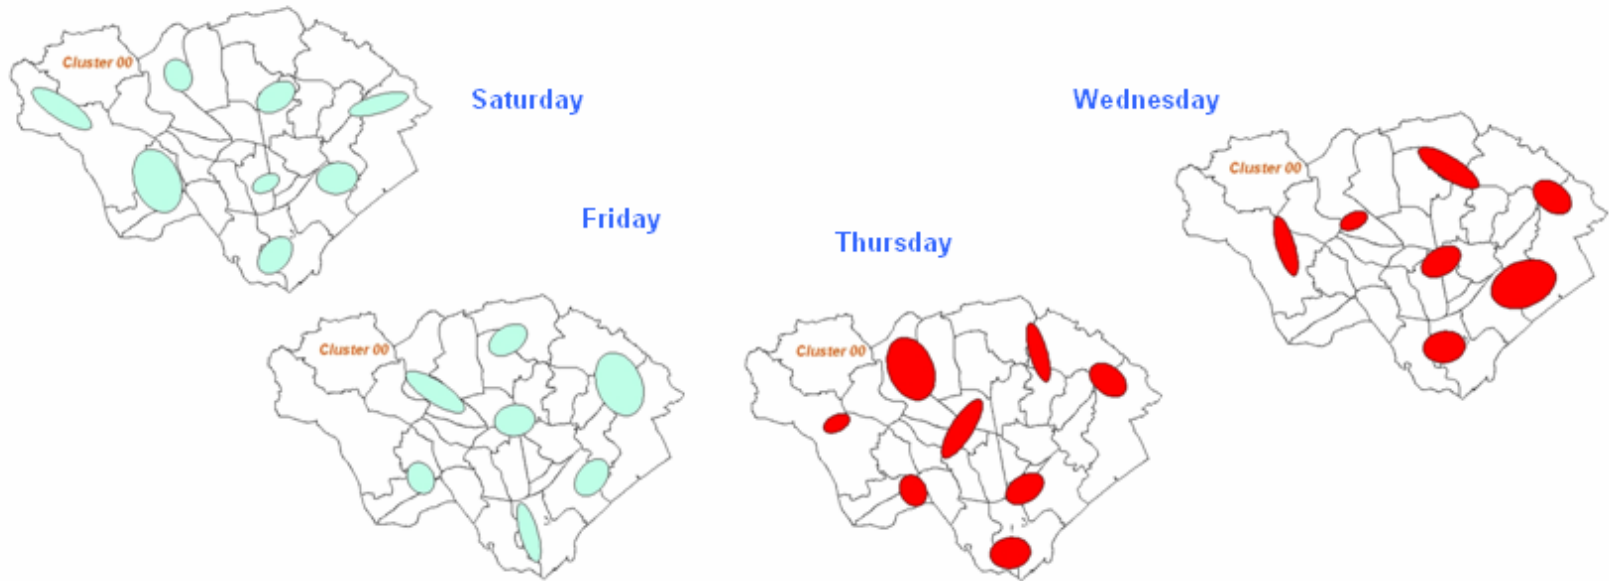 Cluster 00
Saturday
Wednesday
Cluster 00
Friday
Thursday
Cluster 00
Cluster 00